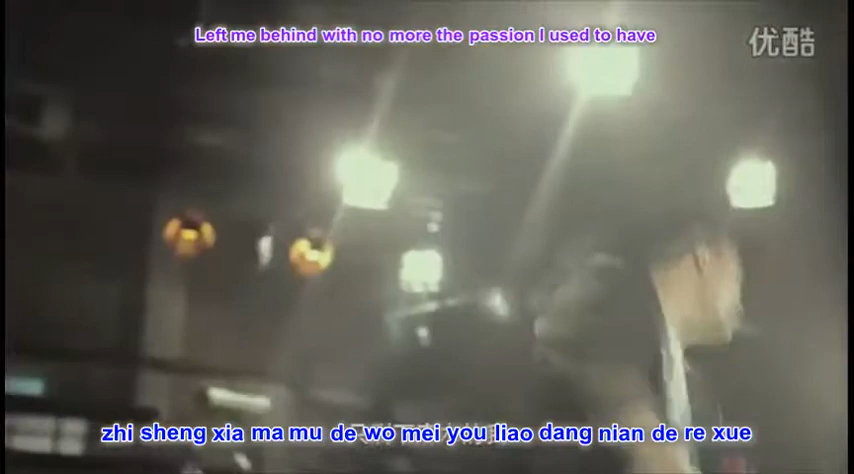 Left me behind with no more the passion I used to have
优酷
zhi sheng xia ma mu de wo mei you liao dang nian de re xue